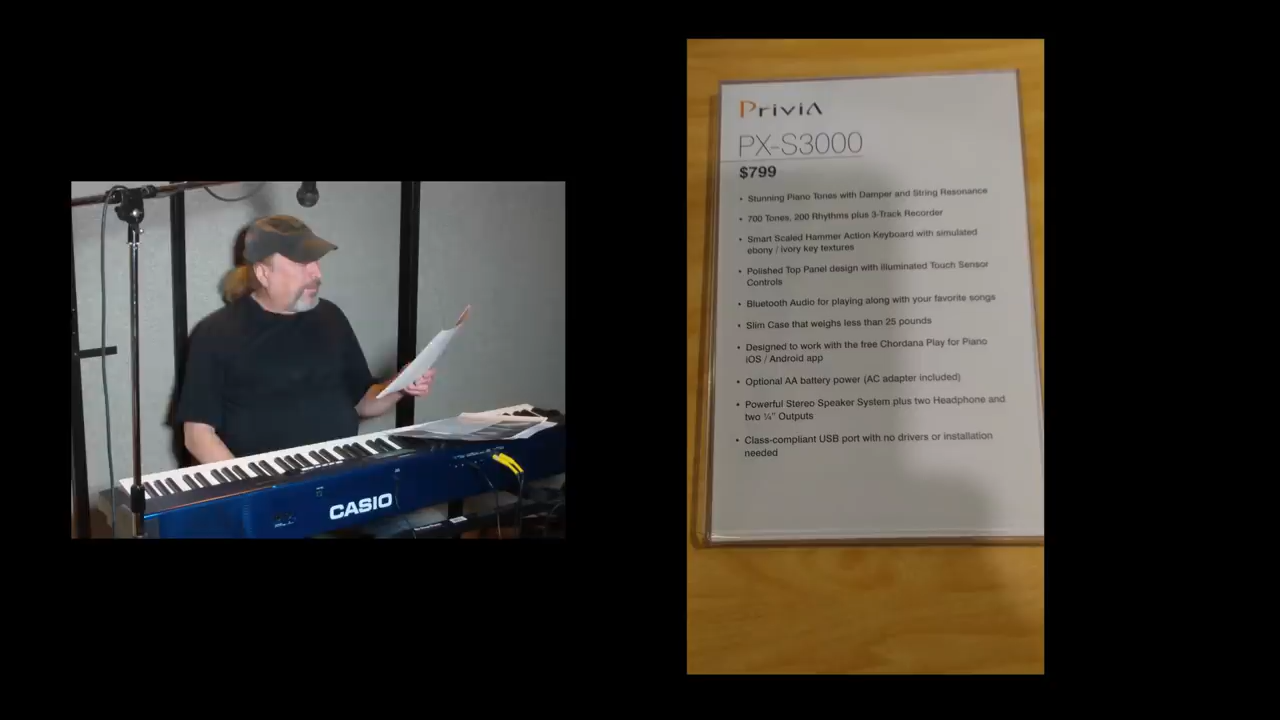 CASIO
PriviA
PX-S3000
$799
• Stunning Piano Tones with Damper and String Resonance
• 700 Tones, 200 Rhythms plus 3-Track Recorder
• Smart Scaled Hammer Action Keyboard with simulated
ebony / ivory key textures
• Polished Top Panel design with illuminated Touch Sensor
Controls
• Bluetooth Audio for playing along with your favorite songs
• Slim Case that weighs less than 25 pounds
• Designed to work with the free Chordana Play for Piano
iOS / Android app
• Optional AA battery power (AC adapter included)
• Powerful Stereo Speaker System plus two Headphone and
two ¼" Outputs
• Class-compliant USB port with no drivers or installation
needed